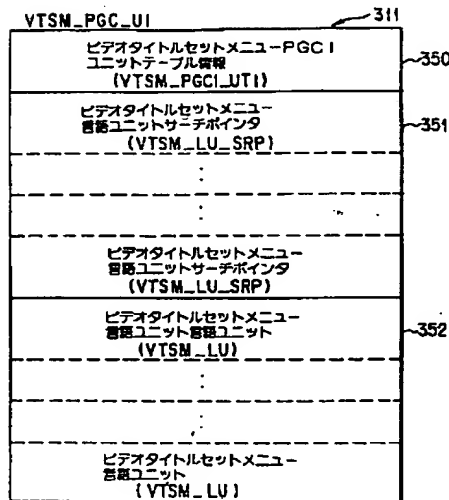 VTSM_PGC_UI
311
ビデオタイトルセットメニューPGCI
ユニットテーブル情報
(VTSM_PGCI_UTI)
350
ビデオタイトルセットメニュー
言語ユニットサーチポインタ
(VTSM_LU_SRP)
351
ビデオタイトルセットメニュー
言語ユニットサーチポインタ
(VTSM_LU_SRP)
ビデオタイトルセットメニュー
言語ユニット言語ユニット
(VTSM_LU)
352
ビデオタイトルセットメニュー
言語ユニット
(VTSM_LU)